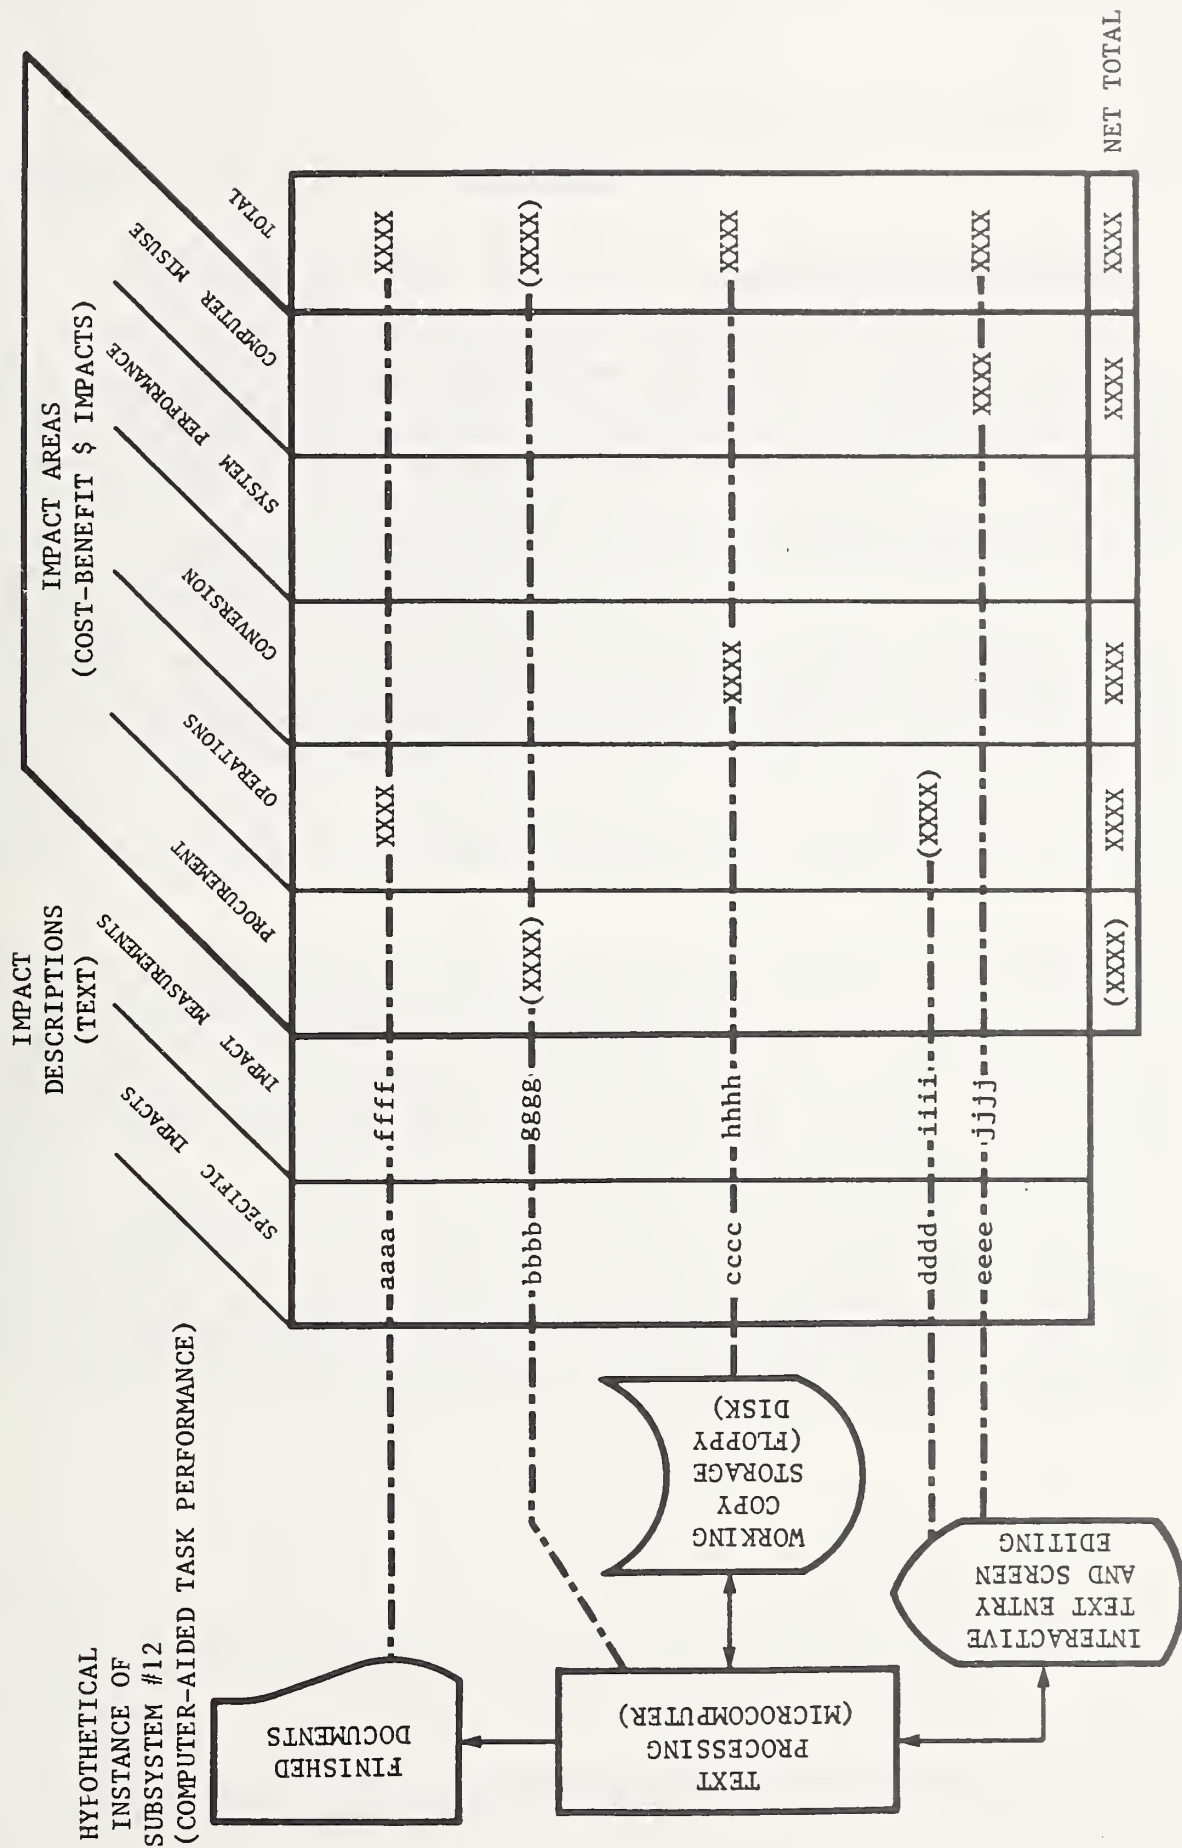 HYPOTHETICAL
INSTANCE OF
SUBSYSTEM #12
(COMPUTER-AIDED TASK PERFORMANCE)
IMPACT
DESCRIPTIONS
(TEXT)
IMPACT AREAS
(COST-BENEFIT $ IMPACTS)
SPECIFIC IMPACTS
IMPACT MEASUREMENTS
PROCUREMENT
OPERATIONS
CONVERSION
SYSTEM PERFORMANCE
COMPUTER MISUSE
TOTAL
FINISHED
DOCUMENTS
aaaa ffff XXXX XXXX
TEXT
PROCESSING
(MICROCOMPUTER)
bbbb gggg (XXXX) (XXXX)
WORKING
COPY
STORAGE
(FLOPPY
DISK)
cccc hhhh XXXX XXXX
INTERACTIVE
TEXT ENTRY
AND SCREEN
EDITING
dddd iiii (XXXX)
eeee jjjj XXXX XXXX
(XXXX) XXXX XXXX XXXX XXXX NET TOTAL